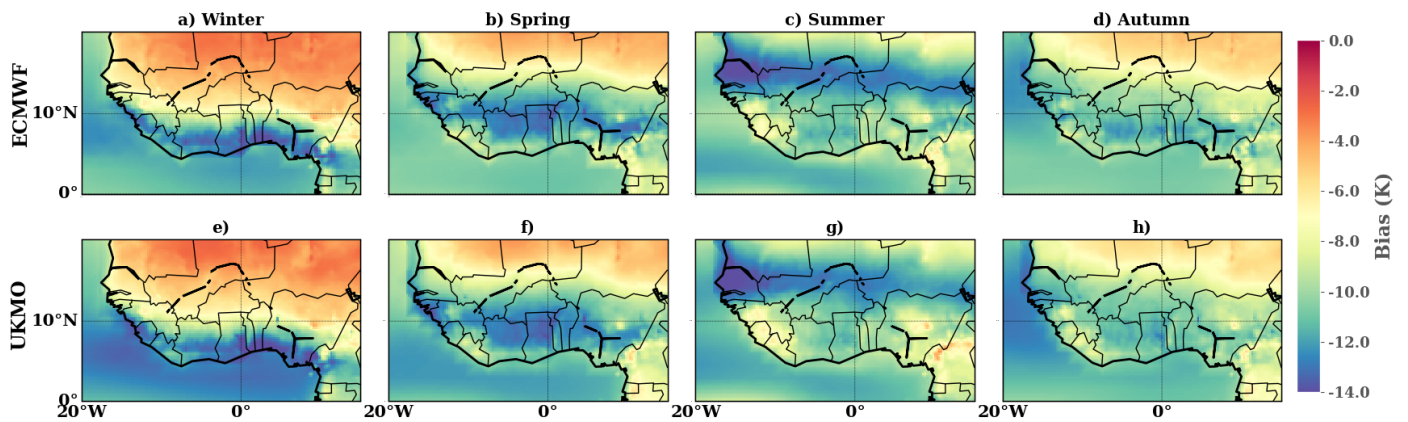 a) Winter b) Spring c) Summer d) Autumn
ECMWF
10°N
0°
0.0
-2.0
-4.0
-6.0
-8.0
-10.0
-12.0
-14.0
Bias (K)
e) f) g) h)
UKMO
10°N
0°
20°W 0° 20°W 0° 20°W 0° 20°W 0°